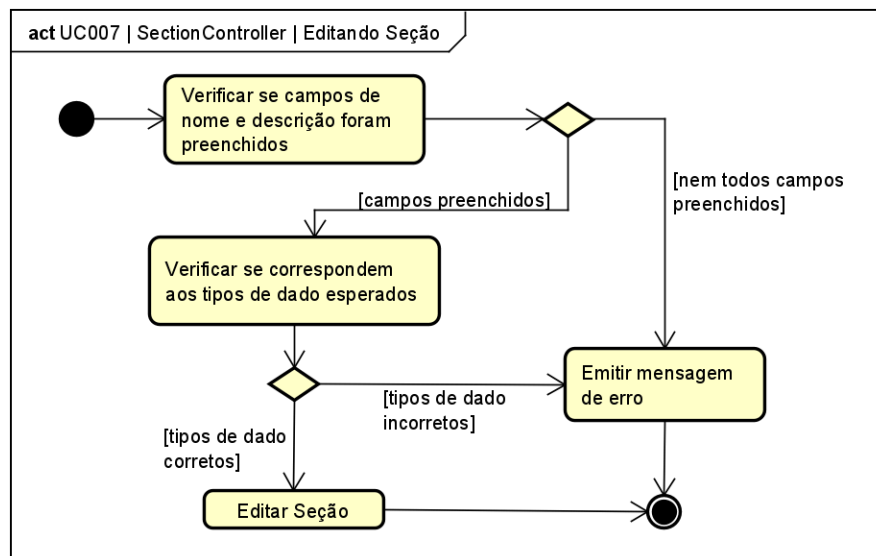 act UC007 | SectionController | Editando Seção
Verificar se campos de
nome e descrição foram
preenchidos
[nem todos campos
preenchidos]
[campos preenchidos]
Verificar se correspondem
aos tipos de dado esperados
Emitir mensagem
de erro
[tipos de dado
incorretos]
[tipos de dado
corretos]
Editar Seção